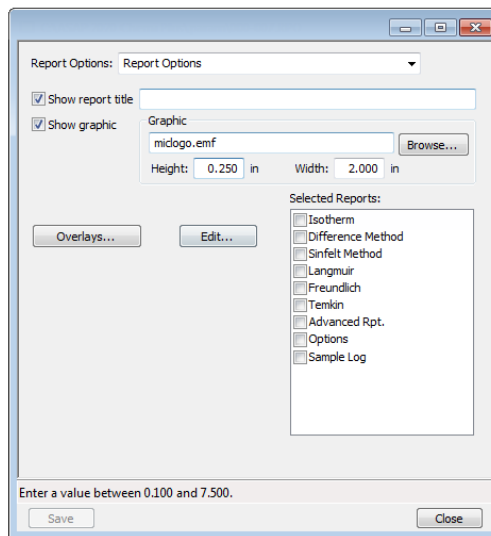 Report Options: Report Options
Show report title
Show graphic
Graphic
miclogo.emf Browse...
Height: 0.250 in Width: 2.000 in
Selected Reports:
Overlays... Edit...
Isotherm
Difference Method
Sinfelt Method
Langmuir
Freundlich
Temkin
Advanced Rpt.
Options
Sample Log
Enter a value between 0.100 and 7.500.
Save Close